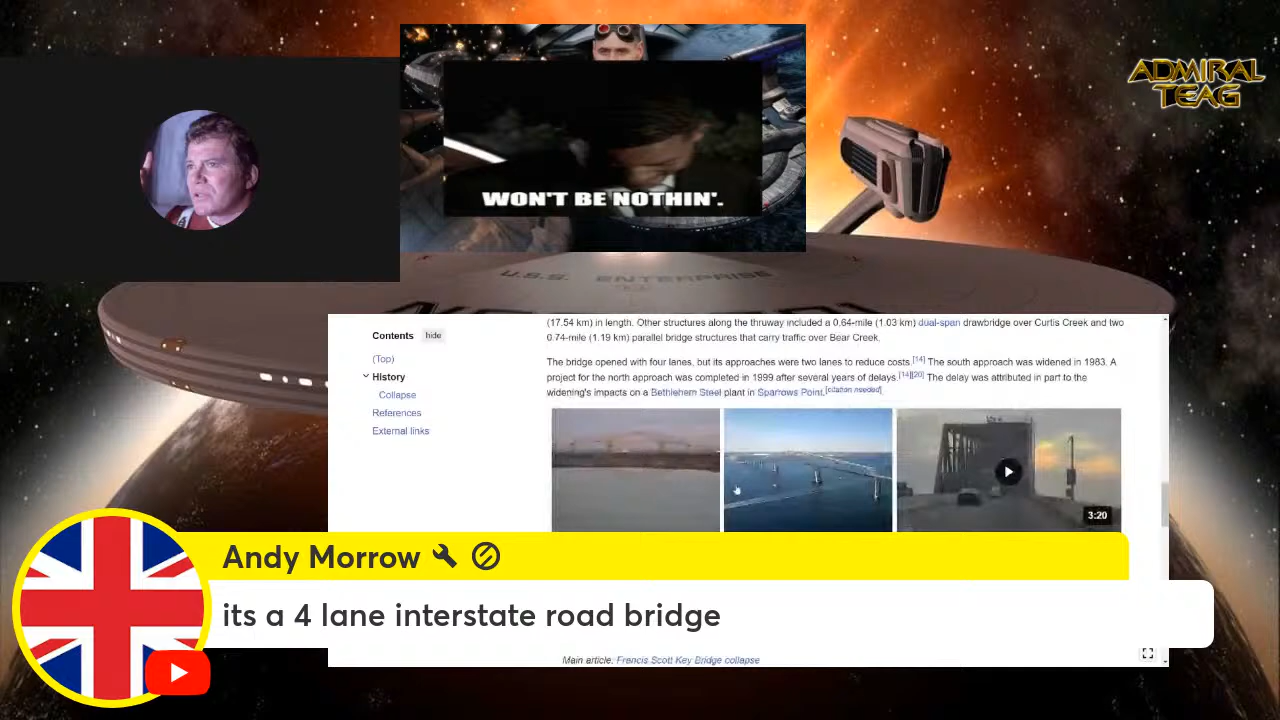 ADMIRAL
TEAG
WON'T BE NOTHIN'.
U.S.S. ENTERPRISE
Contents hide
(Top)
History
Collapse
References
External links
(17.54 km) in length. Other structures along the thruway included a 0.64-mile (1.03 km) dual-span drawbridge over Curtis Creek and two
0.74-mile (1.19 km) parallel bridge structures that carry traffic over Bear Creek.
The bridge opened with four lanes, but its approaches were two lanes to reduce costs.[14] The south approach was widened in 1983. A
project for the north approach was completed in 1999 after several years of delays.[14][20] The delay was attributed in part to the
widening's impacts on a Bethlehem Steel plant in Sparrows Point.[citation needed]
3:20
Andy Morrow
its a 4 lane interstate road bridge
Main article: Francis Scott Key Bridge collapse